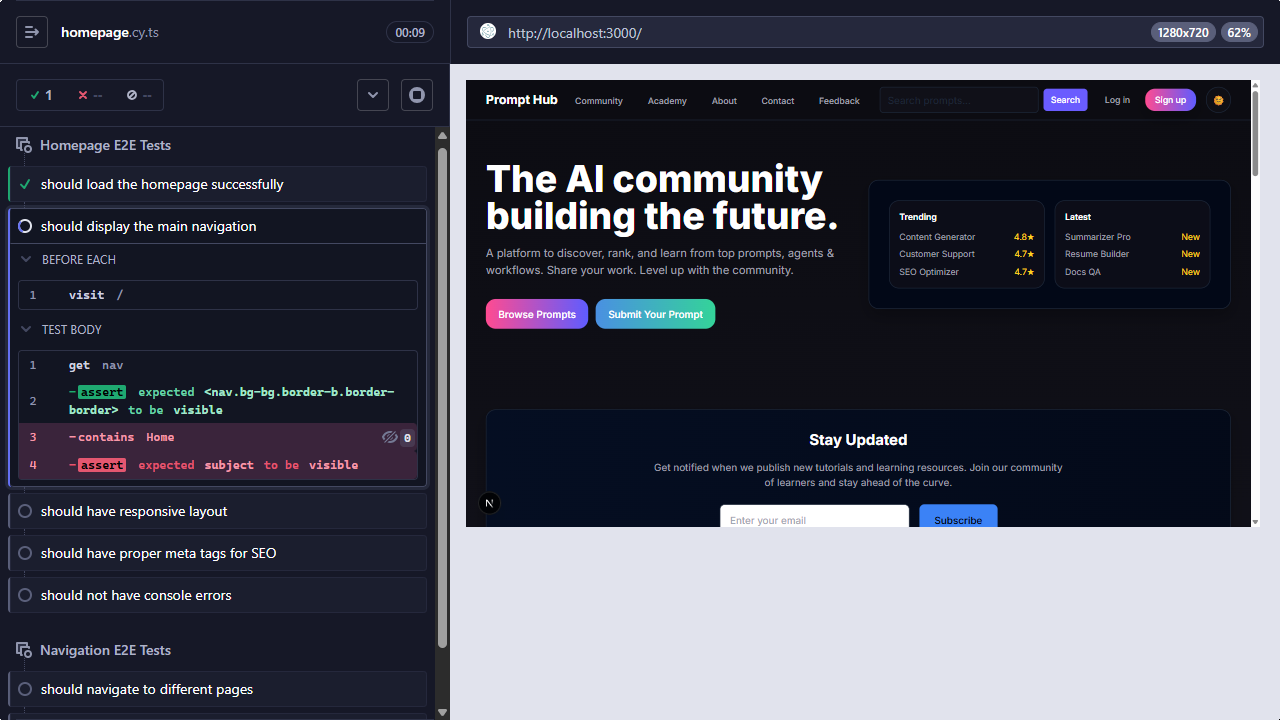 homepage.cy.ts
00:09
1 -- --
Homepage E2E Tests
should load the homepage successfully
should display the main navigation
BEFORE EACH
1 visit /
TEST BODY
1 get nav
2 -assert expected <nav.bg-bg.border-b.border-
border> to be visible
3 -contains Home 0
4 -assert expected subject to be visible
should have responsive layout
should have proper meta tags for SEO
should not have console errors
Navigation E2E Tests
should navigate to different pages
http://localhost:3000/
1280x720 62%
Prompt Hub Community Academy About Contact Feedback Search prompts... Search Log in Sign up
The AI community
building the future.
A platform to discover, rank, and learn from top prompts, agents &
workflows. Share your work. Level up with the community.
Browse Prompts Submit Your Prompt
Trending
Content Generator 4.8★
Customer Support 4.7★
SEO Optimizer 4.7★
Latest
Summarizer Pro New
Resume Builder New
Docs QA New
Stay Updated
Get notified when we publish new tutorials and learning resources. Join our community
of learners and stay ahead of the curve.
N
Enter your email Subscribe